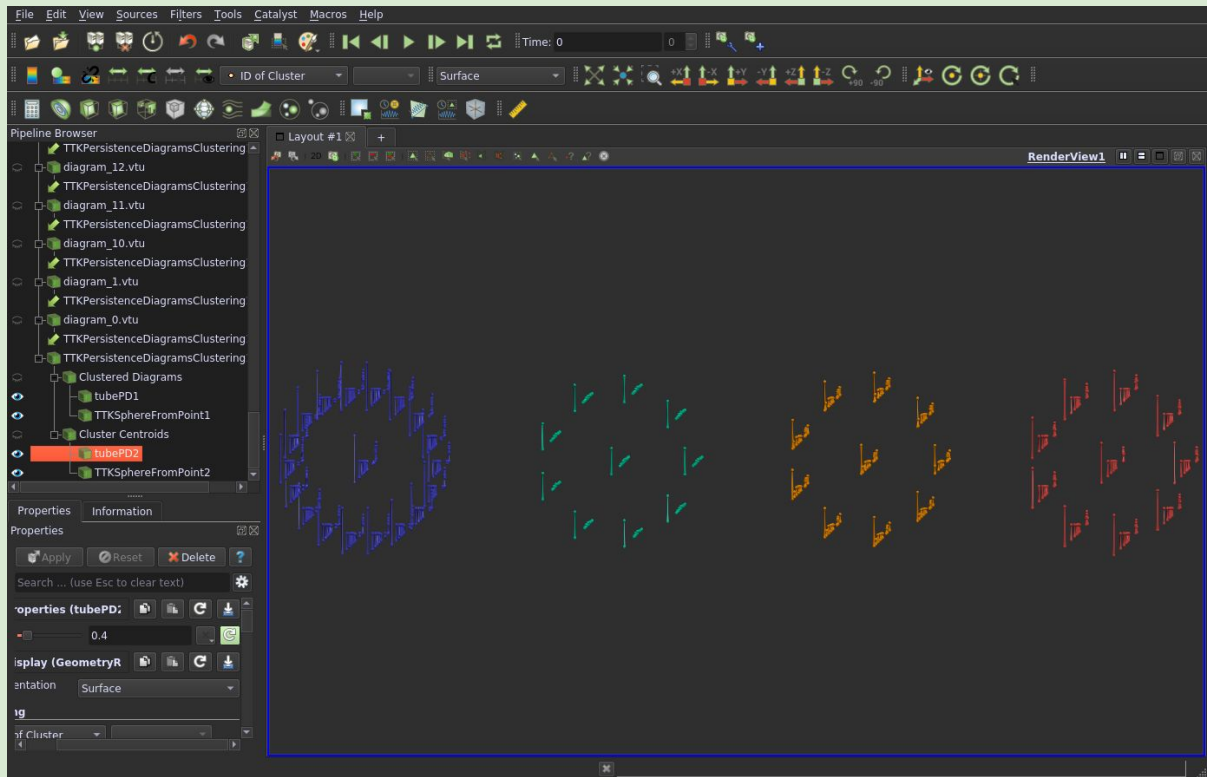 File Edit View Sources Filters Tools Catalyst Macros Help
Time: 0 0
ID of Cluster Surface +X -X +Y -Y +Z -Z +90 -90
Pipeline Browser
Layout #1 +
TTKPersistenceDiagramsClustering
diagram_12.vtu
TTKPersistenceDiagramsClustering
diagram_11.vtu
TTKPersistenceDiagramsClustering
diagram_10.vtu
TTKPersistenceDiagramsClustering
diagram_1.vtu
TTKPersistenceDiagramsClustering
diagram_0.vtu
TTKPersistenceDiagramsClustering
TTKPersistenceDiagramsClustering
Clustered Diagrams
tubePD1
TTKSphereFromPoint1
Cluster Centroids
tubePD2
TTKSphereFromPoint2
2D
RenderView1
Properties Information
Properties
Apply Reset Delete ?
Search ... (use Esc to clear text)
roperties (tubePD2
0.4
isplay (GeometryR
entation Surface
ng
of Cluster